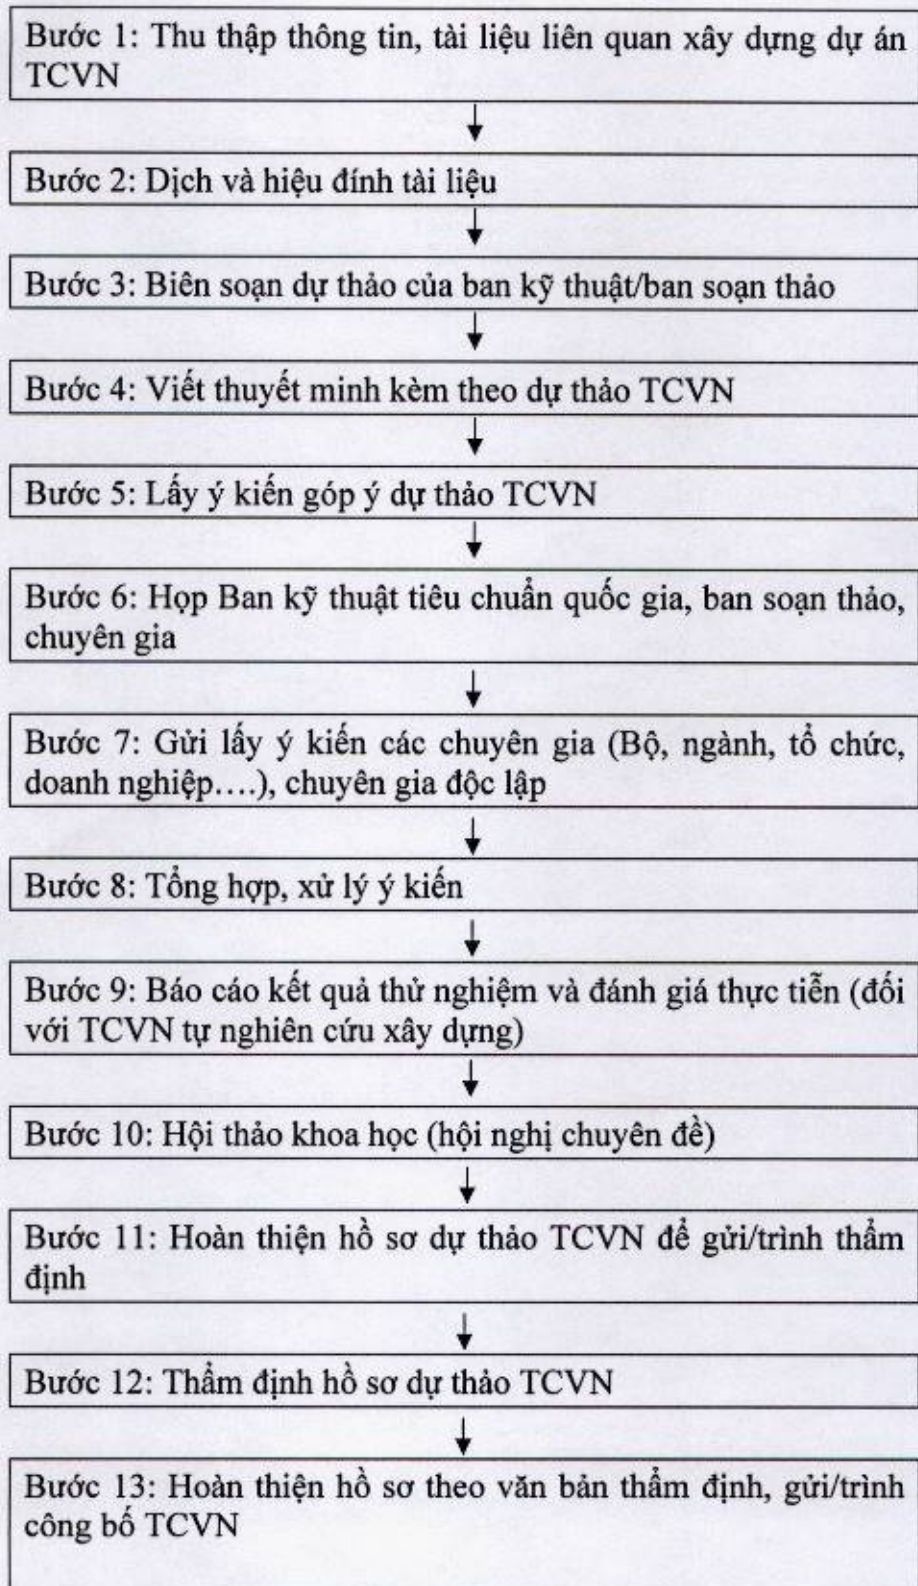 Bước 1: Thu thập thông tin, tài liệu liên quan xây dựng dự án
TCVN
Bước 2: Dịch và hiệu đính tài liệu
Bước 3: Biên soạn dự thảo của ban kỹ thuật/ban soạn thảo
Bước 4: Viết thuyết minh kèm theo dự thảo TCVN
Bước 5: Lấy ý kiến góp ý dự thảo TCVN
Bước 6: Họp Ban kỹ thuật tiêu chuẩn quốc gia, ban soạn thảo,
chuyên gia
Bước 7: Gửi lấy ý kiến các chuyên gia (Bộ, ngành, tổ chức,
doanh nghiệp....), chuyên gia độc lập
Bước 8: Tổng hợp, xử lý ý kiến
Bước 9: Báo cáo kết quả thử nghiệm và đánh giá thực tiễn (đối
với TCVN tự nghiên cứu xây dựng)
Bước 10: Hội thảo khoa học (hội nghị chuyên đề)
Bước 11: Hoàn thiện hồ sơ dự thảo TCVN để gửi/trình thẩm
định
Bước 12: Thẩm định hồ sơ dự thảo TCVN
Bước 13: Hoàn thiện hồ sơ theo văn bản thẩm định, gửi/trình
công bố TCVN